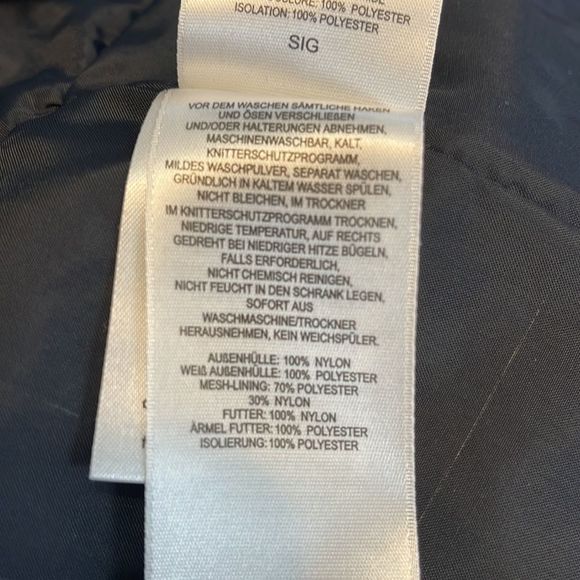 100% POLYESTER
ISOLATION: 100% POLYESTER
SIG
VOR DEM WASCHEN SÄMTLICHE HAKEN
UND ÖSEN VERSCHLIEßEN
UND/ODER HALTERUNGEN ABNEHMEN,
MASCHINENWASCHBAR, KALT,
KNITTERSCHUTZPROGRAMM,
MILDES WASCHPULVER, SEPARAT WASCHEN,
GRÜNDLICH IN KALTEM WASSER SPÜLEN,
NICHT BLEICHEN, IM TROCKNER
IM KNITTERSCHUTZPROGRAMM TROCKNEN,
NIEDRIGE TEMPERATUR, AUF RECHTS
GEDREHT BEI NIEDRIGER HITZE BÜGELN,
FALLS ERFORDERLICH,
NICHT CHEMISCH REINIGEN,
NICHT FEUCHT IN DEN SCHRANK LEGEN,
SOFORT AUS
WASCHMASCHINE/TROCKNER
HERAUSNEHMEN, KEIN WEICHSPÜLER.
AUßENHÜLLE: 100% NYLON
WEIß AUßENHÜLLE: 100% POLYESTER
MESH-LINING: 70% POLYESTER
30% NYLON
FUTTER: 100% NYLON
ÄRMEL FUTTER: 100% POLYESTER
ISOLIERUNG: 100% POLYESTER